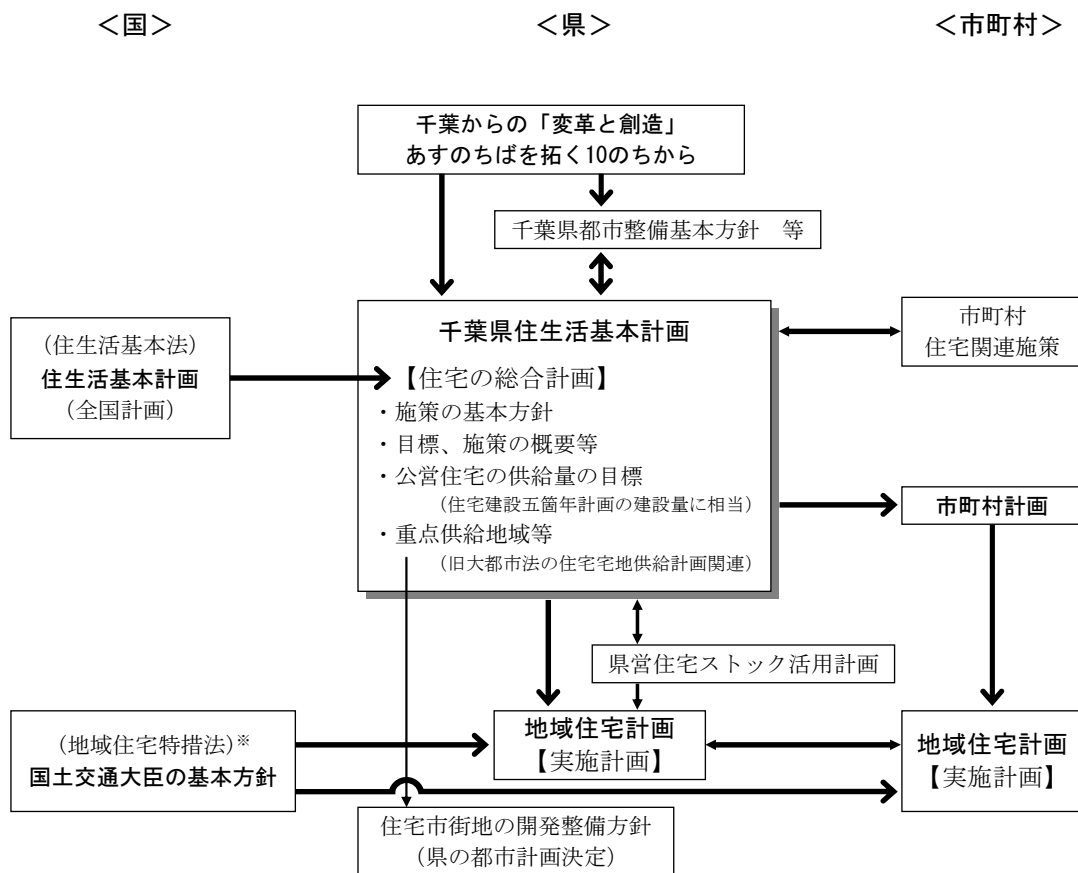 ＜国＞
＜県＞
＜市町村＞
千葉からの「変革と創造」
あすのちばを拓く10のちから
千葉県都市整備基本方針　等
千葉県住生活基本計画
【住宅の総合計画】
・施策の基本方針
・目標、施策の概要等
・公営住宅の供給量の目標
（住宅建設五箇年計画の建設量に相当）
・重点供給地域等
（旧大都市法の住宅宅地供給計画関連）
（住生活基本法）
住生活基本計画
（全国計画）
市町村
住宅関連施策
市町村計画
県営住宅ストック活用計画
（地域住宅特措法）※
国土交通大臣の基本方針
地域住宅計画
【実施計画】
地域住宅計画
【実施計画】
住宅市街地の開発整備方針
（県の都市計画決定）